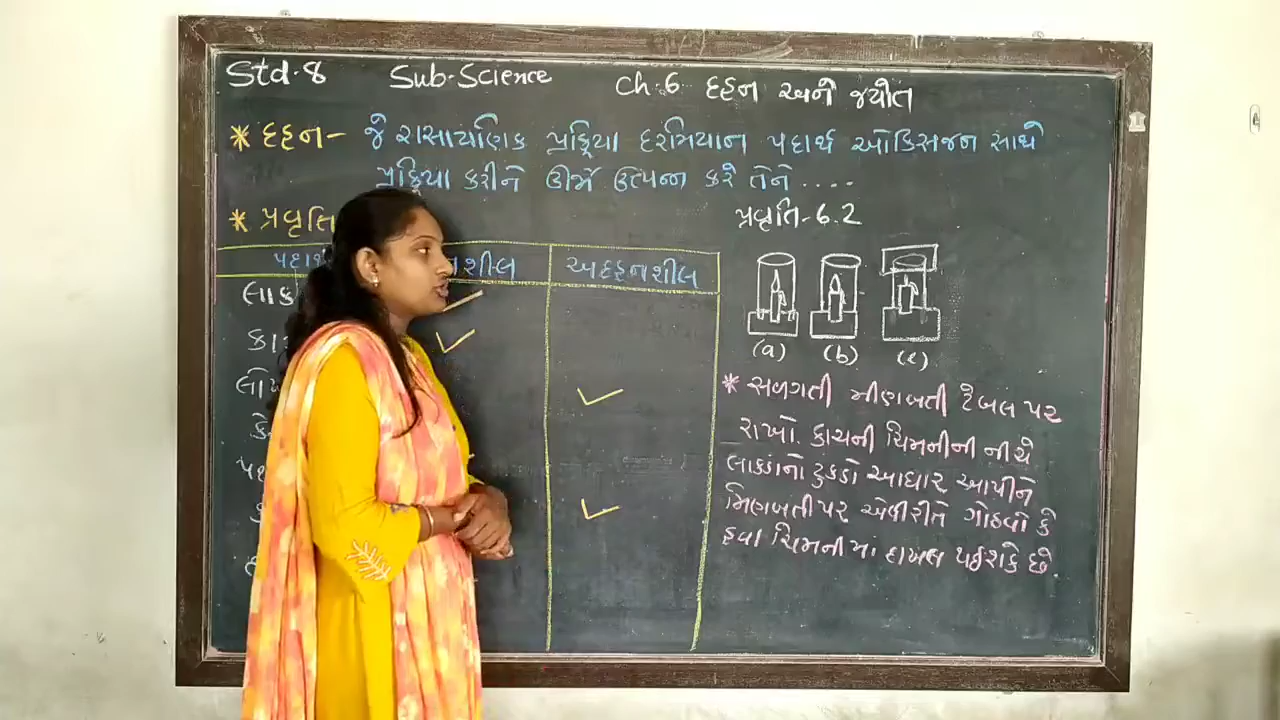 Std.8 Sub-Science Ch.6 દહન અને જયોત
* દહન - જે રાસાયણિક પ્રક્રિયા દરમિયાન પદાર્થ ઓક્સિજન સાથે
પ્રક્રિયા કરીને ઊર્જા ઉત્પન્ન કરે તેને ....
* પ્રવૃતિ
અદહનશીલ
પ્રવૃતિ-6.2
(a) (b) (c)
* સળગતી મીણબતી ટેબલ પર
રાખો. કાચની ચિમનીની નીચે
લાકડાનો ટુકડો આધાર આપીને
મિણબતી પર એવી રીતે ગોઠવો કે
હવા ચિમનીમાં દાખલ થઈ શકે છે